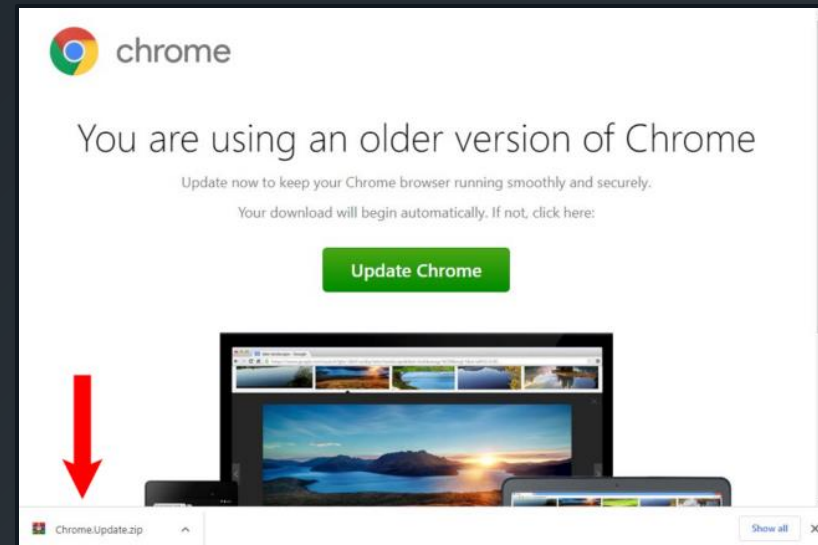 chrome
You are using an older version of Chrome
Update now to keep your Chrome browser running smoothly and securely.
Your download will begin automatically. If not, click here:
Update Chrome
Chrome.Update.zip
Show all